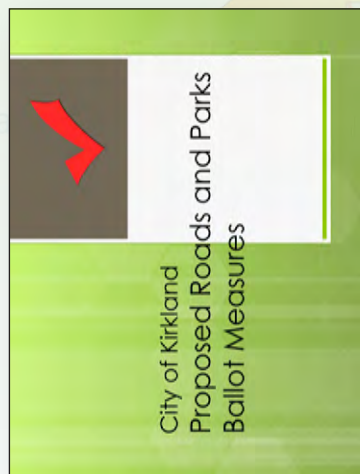 City of Kirkland
Proposed Roads and Parks
Ballot Measures